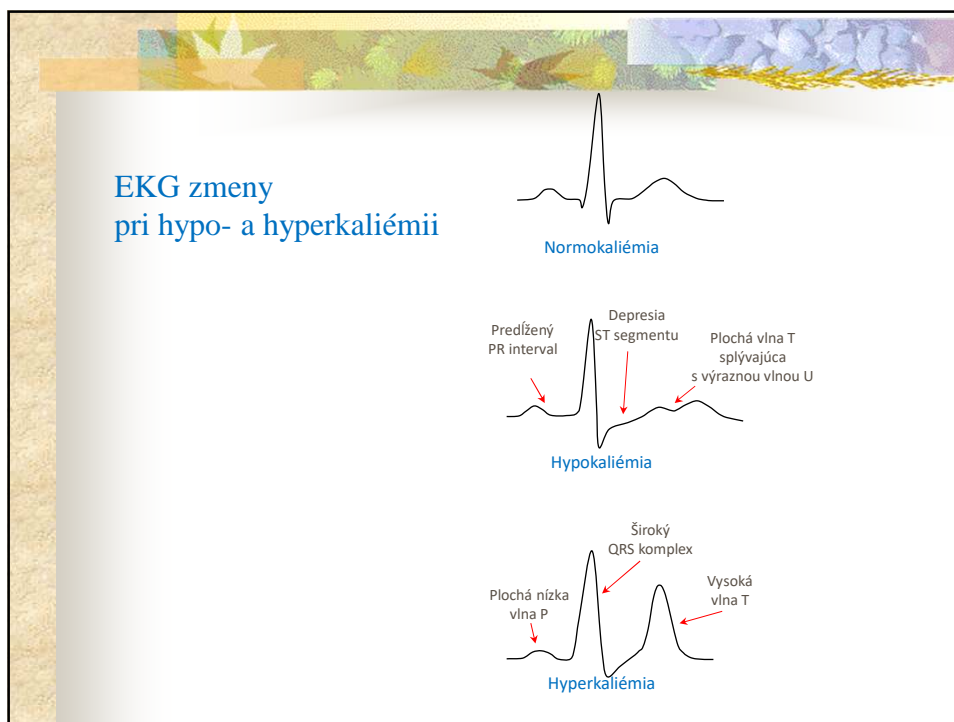 EKG zmeny
pri hypo- a hyperkaliémii
Normokaliémia
Predĺžený
PR interval
Depresia
ST segmentu
Plochá vlna T
splývajúca
s výraznou vlnou U
Hypokaliémia
Široký
QRS komplex
Plochá nízka
vlna P
Vysoká
vlna T
Hyperkaliémia